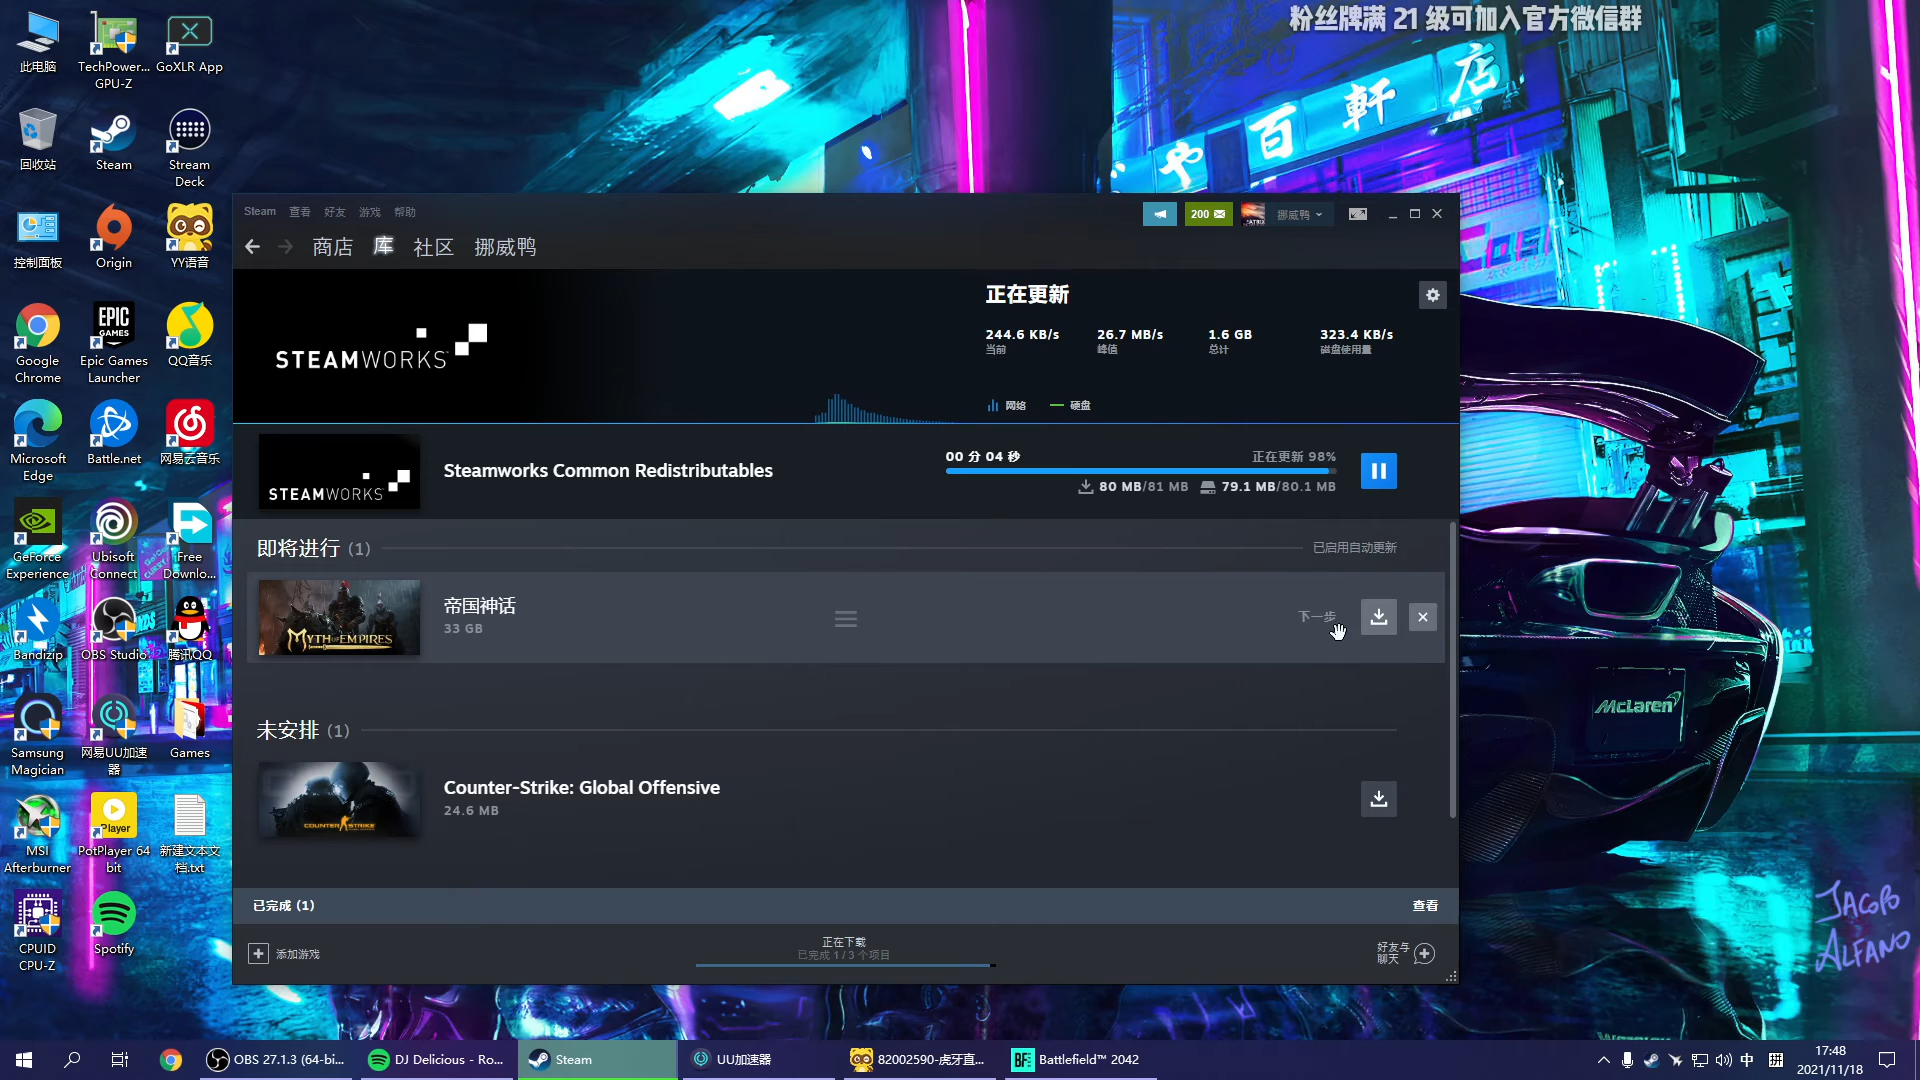 粉丝牌满 21 级可加入官方微信群
や百軒店
此电脑
TechPower...
GPU-Z
GoXLR App
回收站
Steam
Stream
Deck
控制面板
Origin
YY语音
Google
Chrome
EPIC
GAMES
Epic Games
Launcher
QQ音乐
Microsoft
Edge
Battle.net
网易云音乐
GeForce
Experience
Ubisoft
Connect
Free
Downlo...
Bandizip
OBS Studio
腾讯QQ
Samsung
Magician
网易UU加速
器
Games
MSI
Afterburner
Player
PotPlayer 64
bit
新建文本文
档.txt
CPUID
CPU-Z
Spotify
Steam 查看 好友 游戏 帮助
200
挪威鸭
商店 库 社区 挪威鸭
STEAMWORKS
正在更新
244.6 KB/s 26.7 MB/s 1.6 GB 323.4 KB/s
当前 峰值 总计 磁盘使用量
网络 硬盘
STEAMWORKS
Steamworks Common Redistributables
00 分 04 秒 正在更新 98%
80 MB/81 MB 79.1 MB/80.1 MB
即将进行 (1) 已启用自动更新
MYTH OF EMPIRES
帝国神话
33 GB
下一步
未安排 (1)
COUNTER STRIKE
Counter-Strike: Global Offensive
24.6 MB
已完成 (1) 查看
添加游戏
正在下载
已完成 1 / 3 个项目
好友与
聊天
McLaren
JACOPO
ALFANO
OBS 27.1.3 (64-bi...
DJ Delicious - Ro...
Steam
UU加速器
82002590-虎牙直...
BF
Battlefield™ 2042
中
拼
17:48
2021/11/18